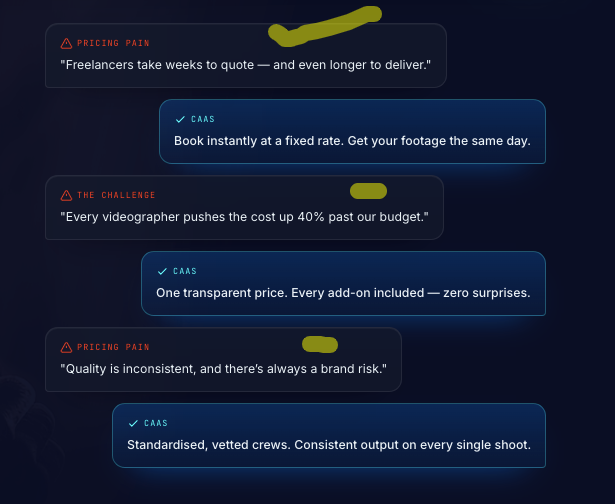 PRICING PAIN
"Freelancers take weeks to quote — and even longer to deliver."
CAAS
Book instantly at a fixed rate. Get your footage the same day.
THE CHALLENGE
"Every videographer pushes the cost up 40% past our budget."
CAAS
One transparent price. Every add-on included — zero surprises.
PRICING PAIN
"Quality is inconsistent, and there's always a brand risk."
CAAS
Standardised, vetted crews. Consistent output on every single shoot.